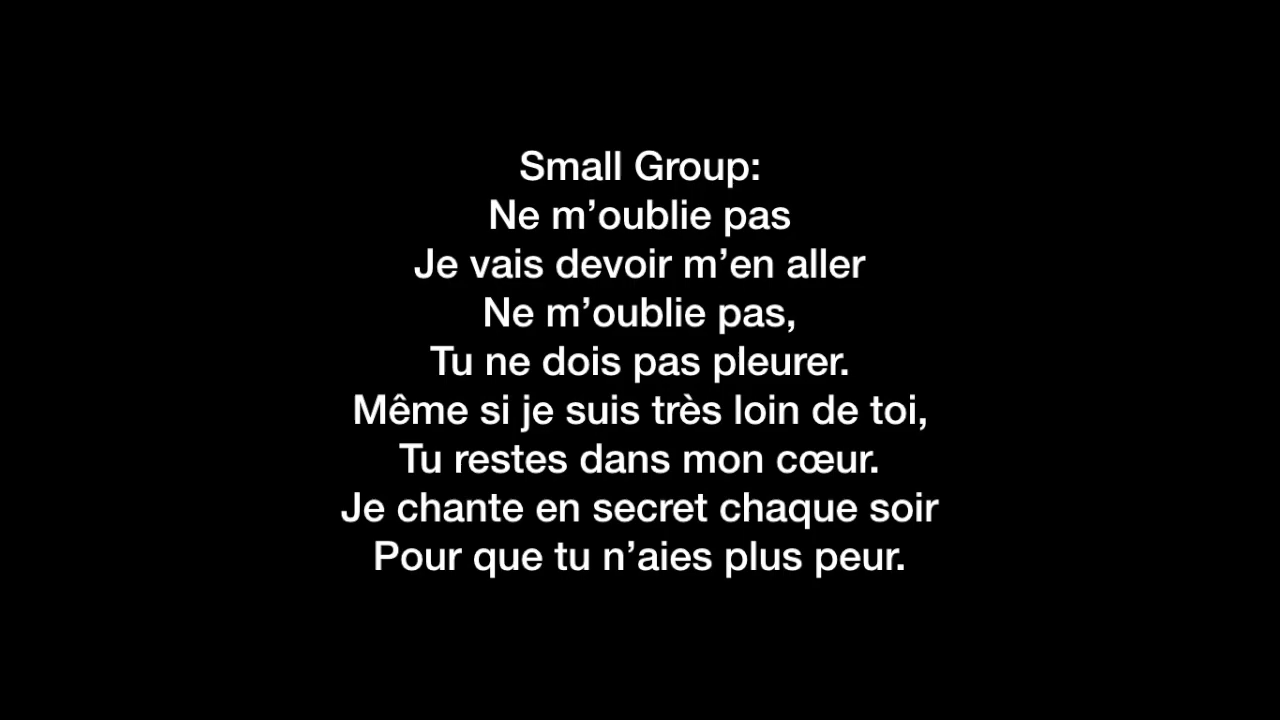 Small Group:
Ne m’oublie pas
Je vais devoir m’en aller
Ne m’oublie pas,
Tu ne dois pas pleurer.
Même si je suis très loin de toi,
Tu restes dans mon cœur.
Je chante en secret chaque soir
Pour que tu n’aies plus peur.